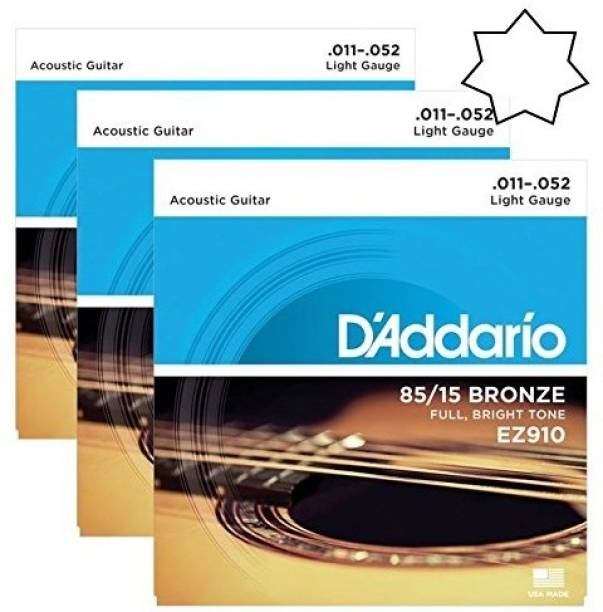 Acoustic Guitar
.011–.052
Light Gauge
Acoustic Guitar
.011–.052
Light Gauge
Acoustic Guitar
.011–.052
Light Gauge
D'Addario
85/15 BRONZE
FULL, BRIGHT TONE
EZ910
USA MADE